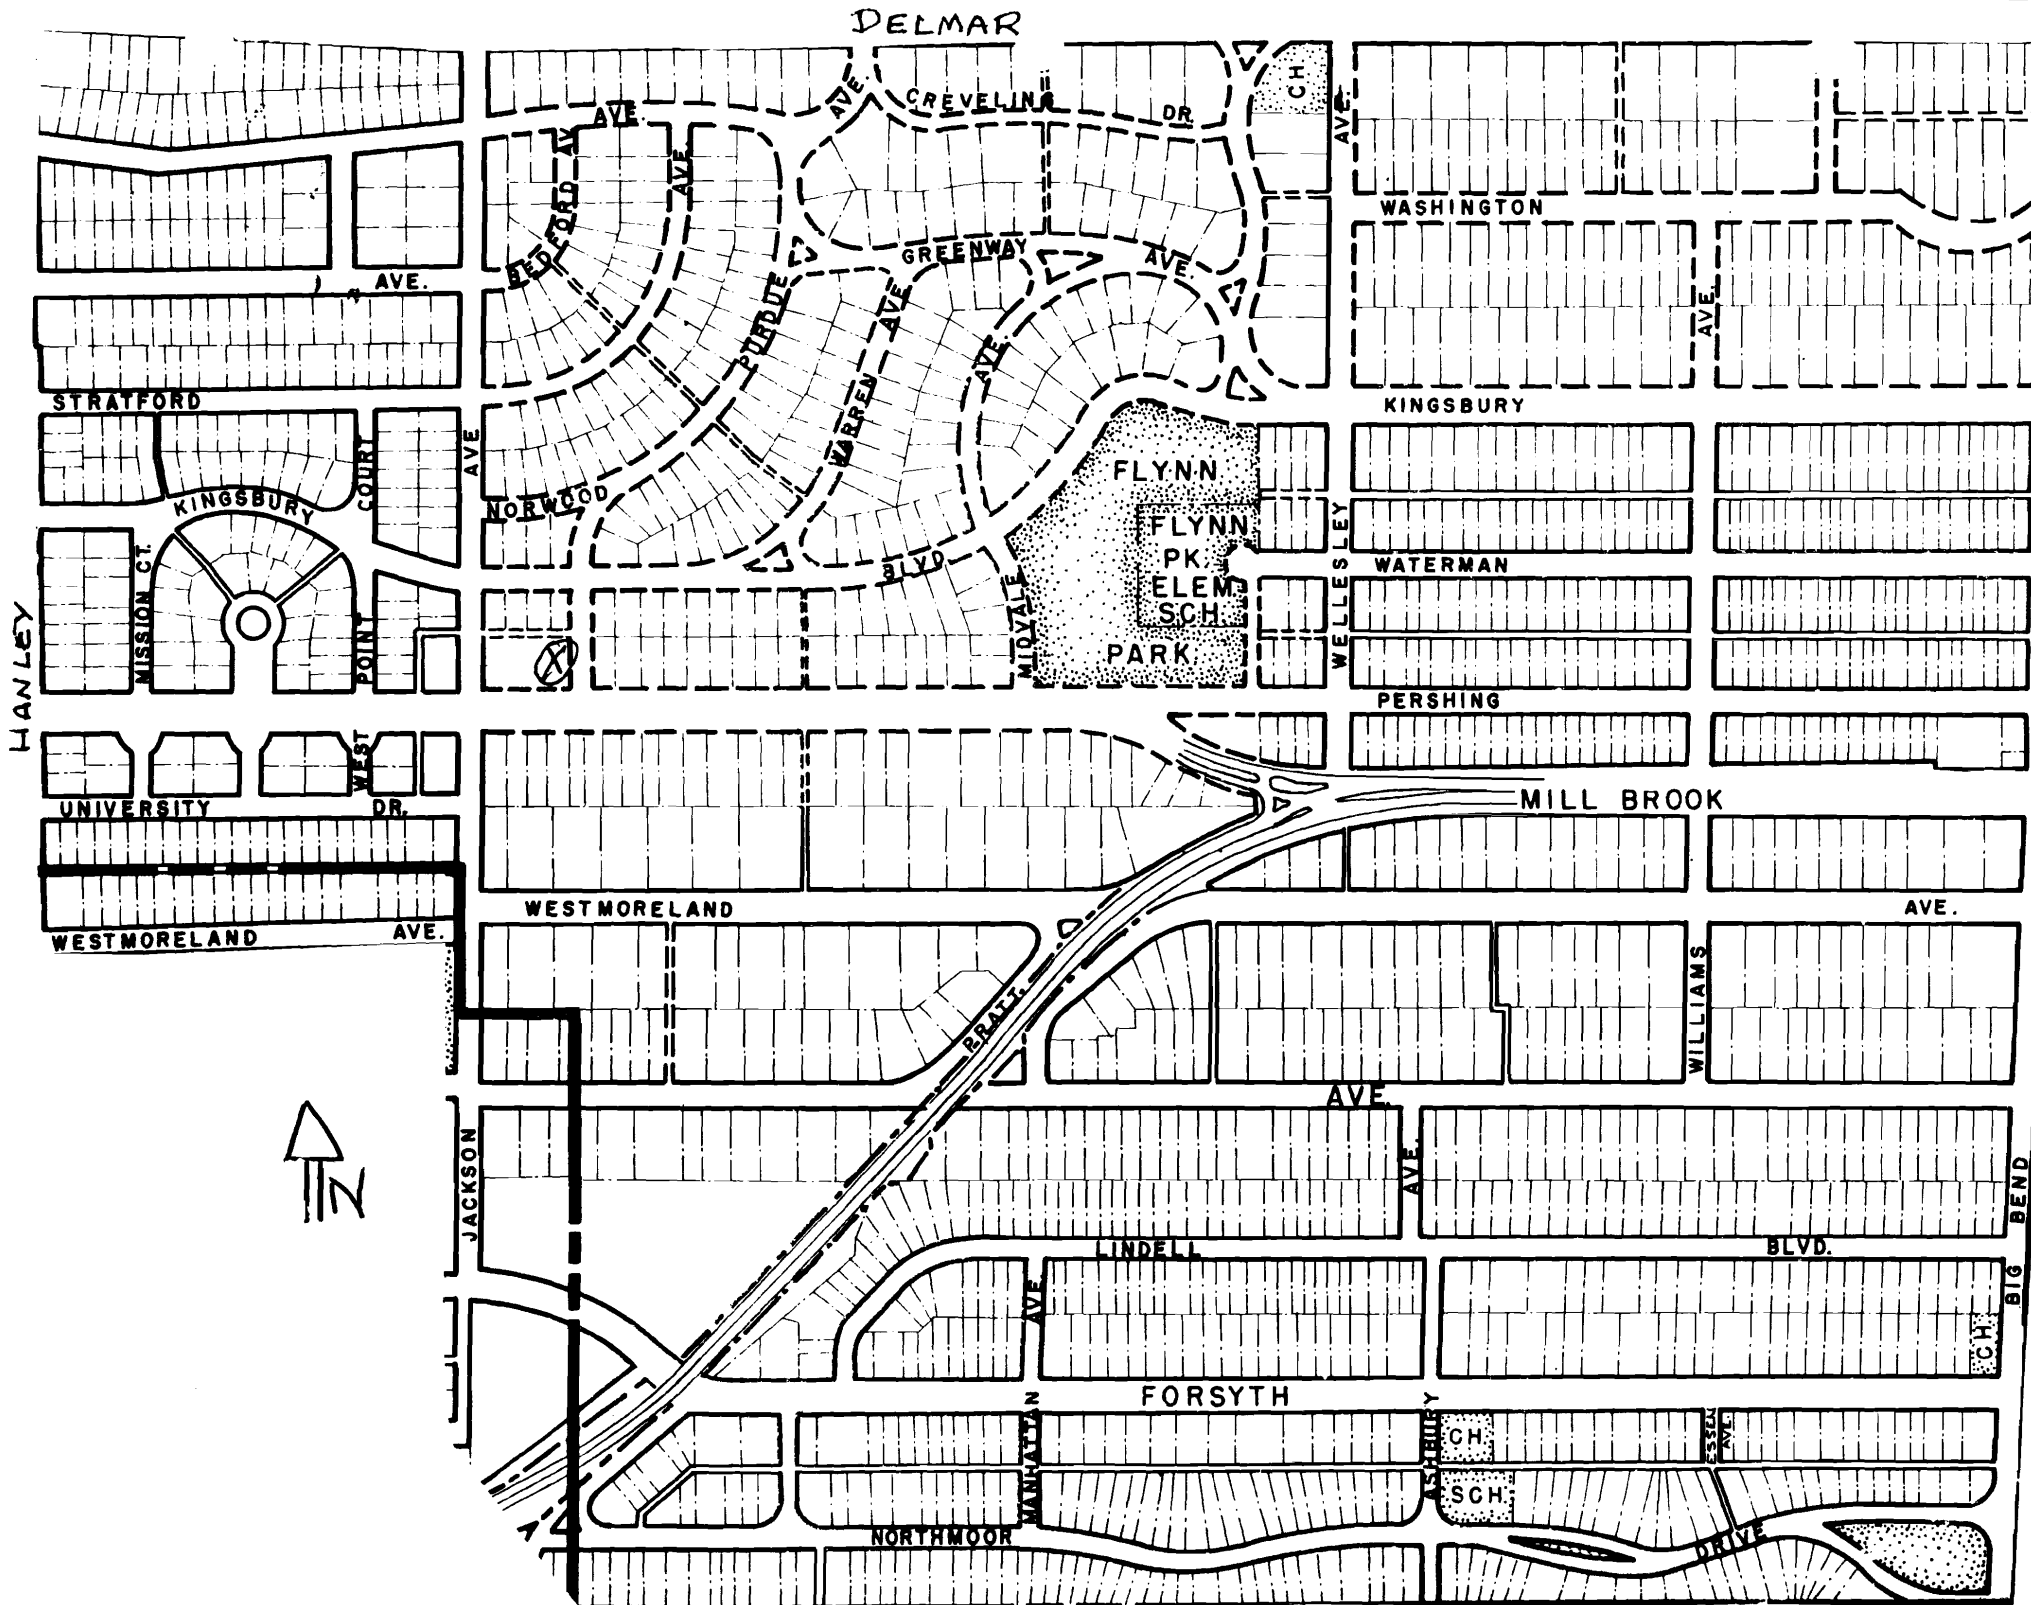 DELMAR
CREVELING
DR.
AVE.
AVE.
AVE.
CH
BEDFORD AV.
AVE.
WASHINGTON
GREENWAY
AVE.
AVE.
PURDUE
WARREN AVE.
AVE.
AVE.
STRATFORD
KINGSBURY
COURT
AVE
KINGSBURY
NORWOOD
FLYNN
FLYNN
PK.
ELEM
SCH
PARK
WATERMAN
WELLESLEY
BLVD
MIDVALE
MISSION CT.
POINT
WEST
HANLEY
X
PERSHING
UNIVERSITY
DR.
MILL BROOK
WESTMORELAND
AVE.
WESTMORELAND
AVE.
PRATT
WILLIAMS
AVE.
N
JACKSON
AVE.
BIG BEND
LINDELL
BLVD.
AVE
CH
FORSYTH
MANHATTAN
ASHBURY
CH
ESSEX
AVE.
SCH
NORTHMOOR
DRIVE